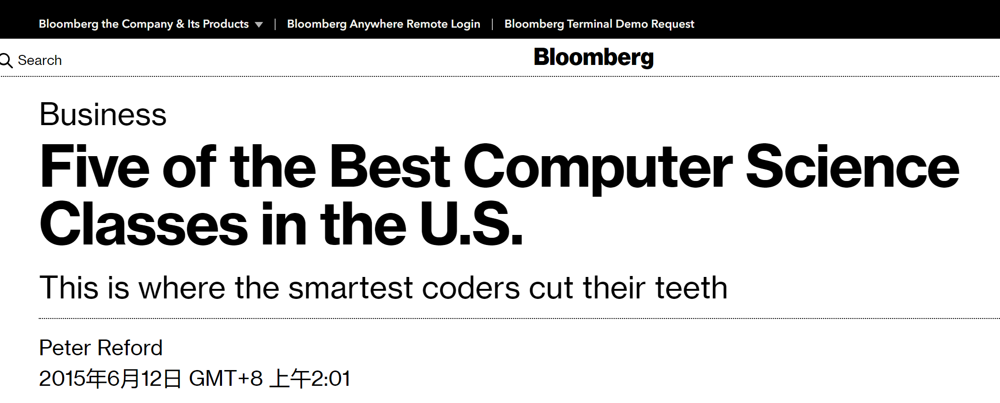 Bloomberg the Company & Its Products ▼ | Bloomberg Anywhere Remote Login | Bloomberg Terminal Demo Request
Search Bloomberg
Business
Five of the Best Computer Science
Classes in the U.S.
This is where the smartest coders cut their teeth
Peter Reford
2015年6月12日 GMT+8 上午2:01